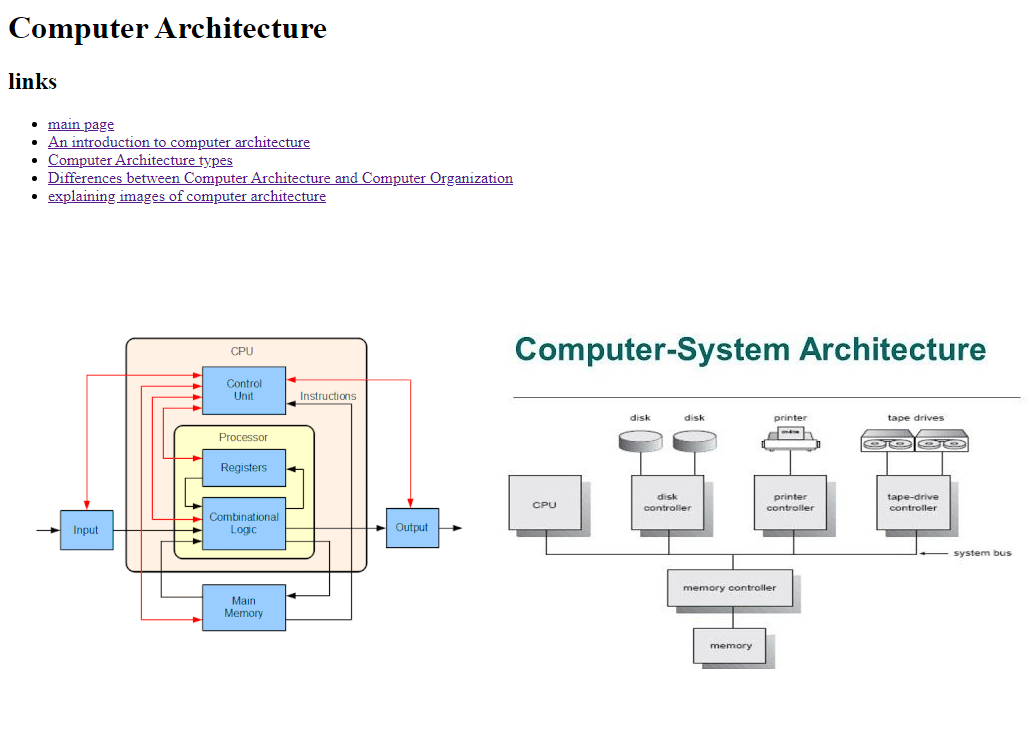 Computer Architecture
links
main page
An introduction to computer architecture
Computer Architecture types
Differences between Computer Architecture and Computer Organization
explaining images of computer architecture
CPU
Control
Unit
Instructions
Processor
Registers
Combinational
Logic
Input
Output
Main
Memory
Computer-System Architecture
disk
disk
printer
tape drives
on-line
CPU
disk
controller
printer
controller
tape-drive
controller
system bus
memory controller
memory